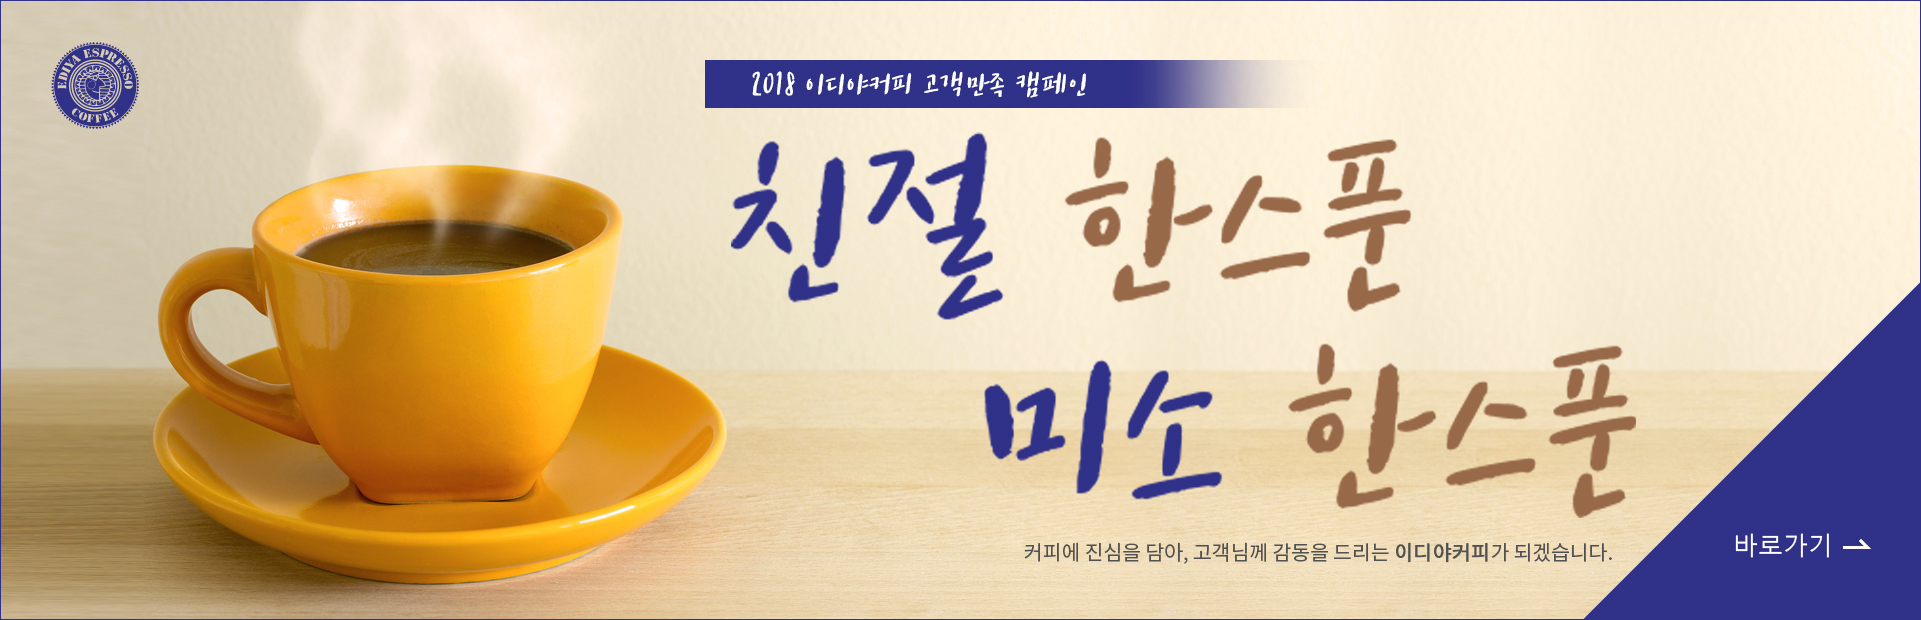 EDIYA ESPRESSO
COFFEE
2018 이디야커피 고객만족 캠페인
친절 한스푼
미소 한스푼
커피에 진심을 담아, 고객님께 감동을 드리는 이디야커피가 되겠습니다.
바로가기